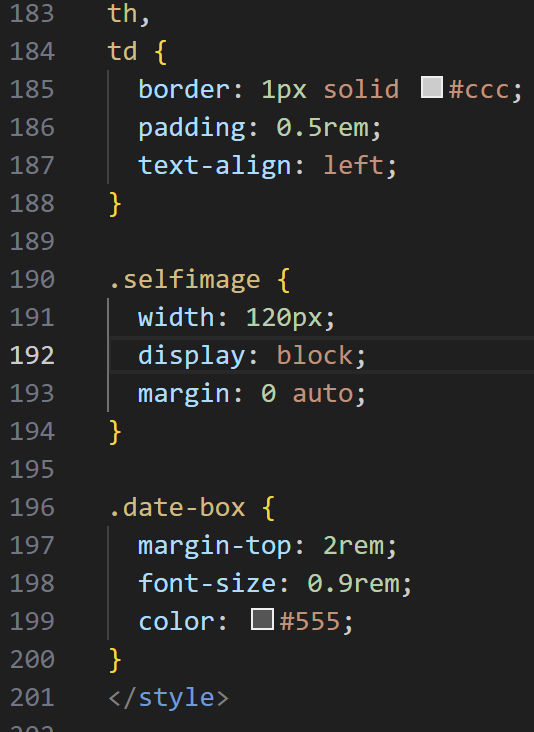 183 th,
184 td {
185 border: 1px solid #ccc;
186 padding: 0.5rem;
187 text-align: left;
188 }
189
190 .selfimage {
191 width: 120px;
192 display: block;
193 margin: 0 auto;
194 }
195
196 .date-box {
197 margin-top: 2rem;
198 font-size: 0.9rem;
199 color: #555;
200 }
201 </style>